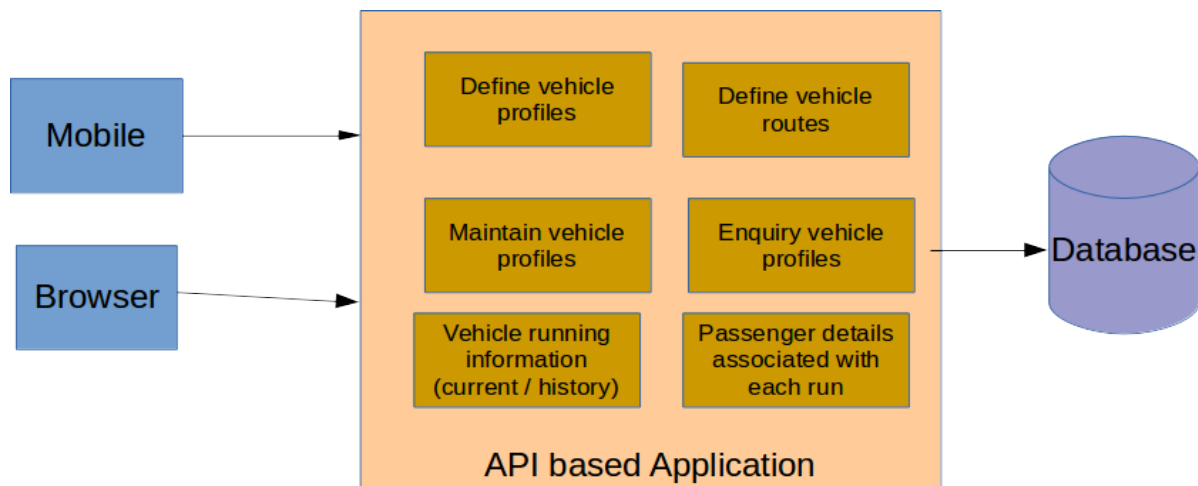 Mobile
Browser
Define vehicle
profiles
Define vehicle
routes
Maintain vehicle
profiles
Enquiry vehicle
profiles
Vehicle running
information
(current / history)
Passenger details
associated with
each run
API based Application
Database